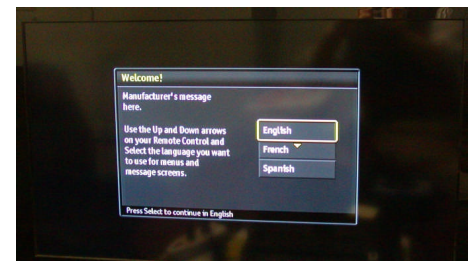 Welcome!
Manufacturer's message
here.
Use the Up and Down arrows
on your Remote Control and
Select the language you want
to use for menus and
message screens.
English
French
Spanish
Press Select to continue in English